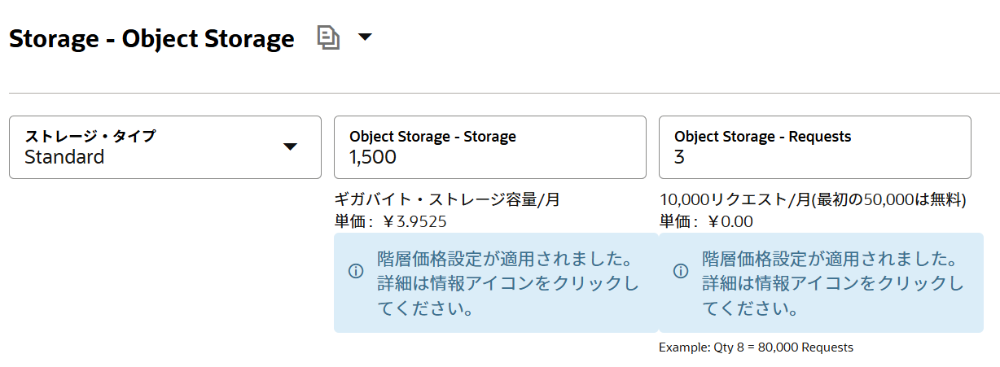 Storage - Object Storage
ストレージ・タイプ
Standard
Object Storage - Storage
1,500
ギガバイト・ストレージ容量/月
単価 : ￥3.9525
階層価格設定が適用されました。
詳細は情報アイコンをクリックし
てください。
Object Storage - Requests
3
10,000リクエスト/月(最初の50,000は無料)
単価 : ￥0.00
階層価格設定が適用されました。
詳細は情報アイコンをクリックし
てください。
Example: Qty 8 = 80,000 Requests